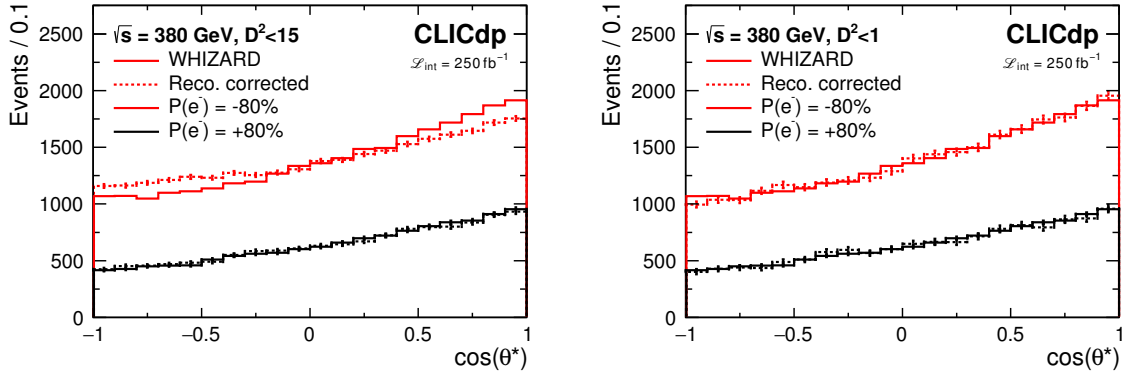 Events / 0.1
2500
2000
1500
1000
500
0
√s = 380 GeV, D²<15
CLICdp
WHIZARD
ℒint = 250 fb⁻¹
Reco. corrected
P(e⁻) = -80%
P(e⁻) = +80%
−1
−0.5
0
0.5
1
cos(θ*)
Events / 0.1
2500
2000
1500
1000
500
0
√s = 380 GeV, D²<1
CLICdp
WHIZARD
ℒint = 250 fb⁻¹
Reco. corrected
P(e⁻) = -80%
P(e⁻) = +80%
−1
−0.5
0
0.5
1
cos(θ*)